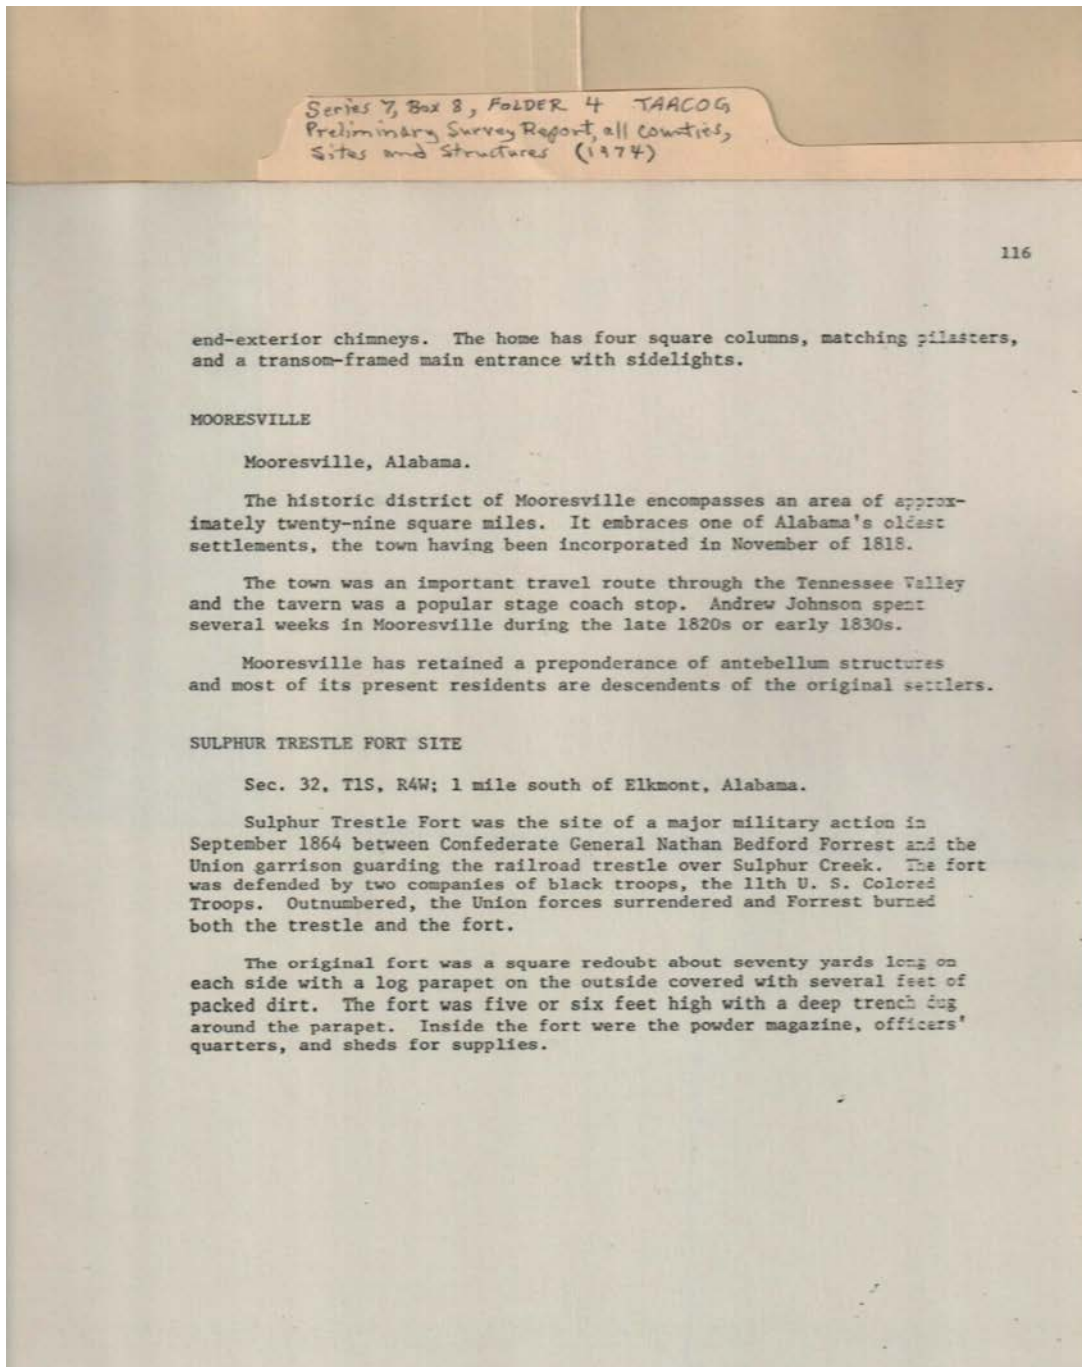 Series 7, Box 8, FOLDER 4 TARCOG
Preliminary Survey Report, all counties,
Sites and Structures (1974)
116
end-exterior chimneys. The home has four square columns, matching pilasters,
and a transom-framed main entrance with sidelights.
MOORESVILLE
Mooresville, Alabama.
The historic district of Mooresville encompasses an area of approx-
imately twenty-nine square miles. It embraces one of Alabama's oldest
settlements, the town having been incorporated in November of 1818.
The town was an important travel route through the Tennessee Valley
and the tavern was a popular stage coach stop. Andrew Johnson spent
several weeks in Mooresville during the late 1820s or early 1830s.
Mooresville has retained a preponderance of antebellum structures
and most of its present residents are descendents of the original settlers.
SULPHUR TRESTLE FORT SITE
Sec. 32, T1S, R4W; 1 mile south of Elkmont, Alabama.
Sulphur Trestle Fort was the site of a major military action in
September 1864 between Confederate General Nathan Bedford Forrest and the
Union garrison guarding the railroad trestle over Sulphur Creek. The fort
was defended by two companies of black troops, the 11th U. S. Colored
Troops. Outnumbered, the Union forces surrendered and Forrest burned
both the trestle and the fort.
The original fort was a square redoubt about seventy yards long on
each side with a log parapet on the outside covered with several feet of
packed dirt. The fort was five or six feet high with a deep trench dug
around the parapet. Inside the fort were the powder magazine, officers'
quarters, and sheds for supplies.